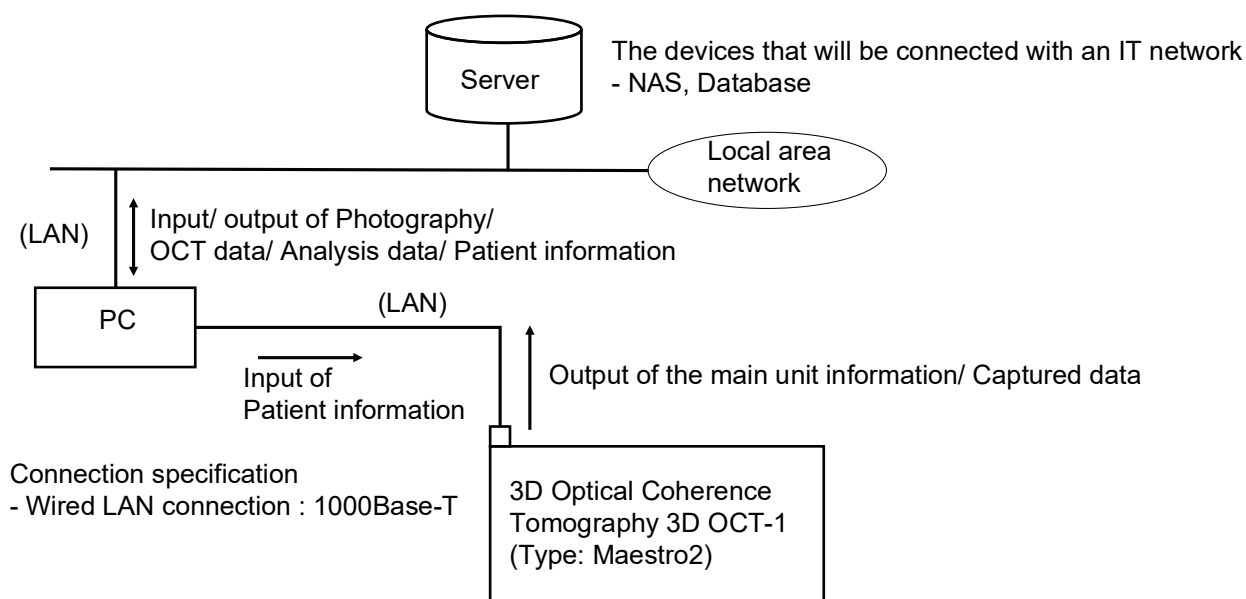 Server
The devices that will be connected with an IT network
- NAS, Database
Local area
network
(LAN)
Input/ output of Photography/
OCT data/ Analysis data/ Patient information
PC
(LAN)
Input of
Patient information
Output of the main unit information/ Captured data
Connection specification
- Wired LAN connection : 1000Base-T
3D Optical Coherence
Tomography 3D OCT-1
(Type: Maestro2)